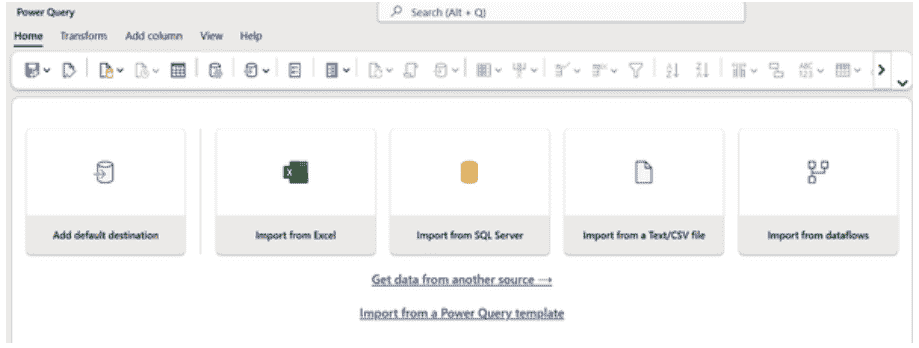 Power Query
Search (Alt + Q)
Home Transform Add column View Help
Add default destination
Import from Excel
Import from SQL Server
Import from a Text/CSV file
Import from dataflows
Get data from another source →
Import from a Power Query template